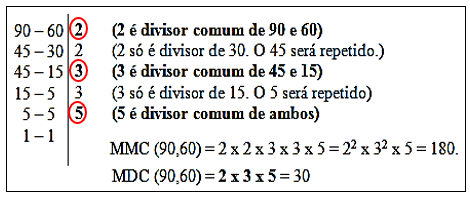 90 – 60 2 (2 é divisor comum de 90 e 60)
45 – 30 2 (2 só é divisor de 30. O 45 será repetido.)
45 – 15 3 (3 é divisor comum de 45 e 15)
15 – 5 3 (3 só é divisor de 15. O 5 será repetido)
5 – 5 5 (5 é divisor comum de ambos)
1 – 1
MMC (90,60) = 2 x 2 x 3 x 3 x 5 = 2² x 3² x 5 = 180.
MDC (90,60) = 2 x 3 x 5 = 30